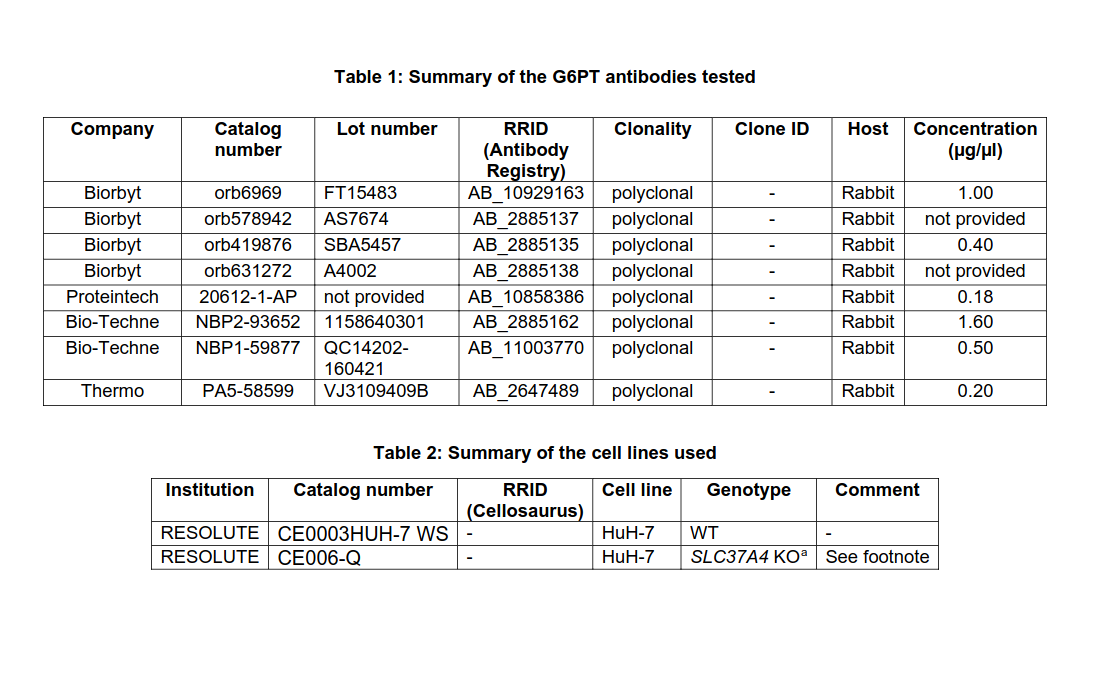 Table 1: Summary of the G6PT antibodies tested
Company Catalog number Lot number RRID (Antibody Registry) Clonality Clone ID Host Concentration (µg/µl)
Biorbyt orb6969 FT15483 AB_10929163 polyclonal - Rabbit 1.00
Biorbyt orb578942 AS7674 AB_2885137 polyclonal - Rabbit not provided
Biorbyt orb419876 SBA5457 AB_2885135 polyclonal - Rabbit 0.40
Biorbyt orb631272 A4002 AB_2885138 polyclonal - Rabbit not provided
Proteintech 20612-1-AP not provided AB_10858386 polyclonal - Rabbit 0.18
Bio-Techne NBP2-93652 1158640301 AB_2885162 polyclonal - Rabbit 1.60
Bio-Techne NBP1-59877 QC14202-160421 AB_11003770 polyclonal - Rabbit 0.50
Thermo PA5-58599 VJ3109409B AB_2647489 polyclonal - Rabbit 0.20
Table 2: Summary of the cell lines used
Institution Catalog number RRID (Cellosaurus) Cell line Genotype Comment
RESOLUTE CE0003HUH-7 WS - HuH-7 WT -
RESOLUTE CE006-Q - HuH-7 SLC37A4 KOª See footnote